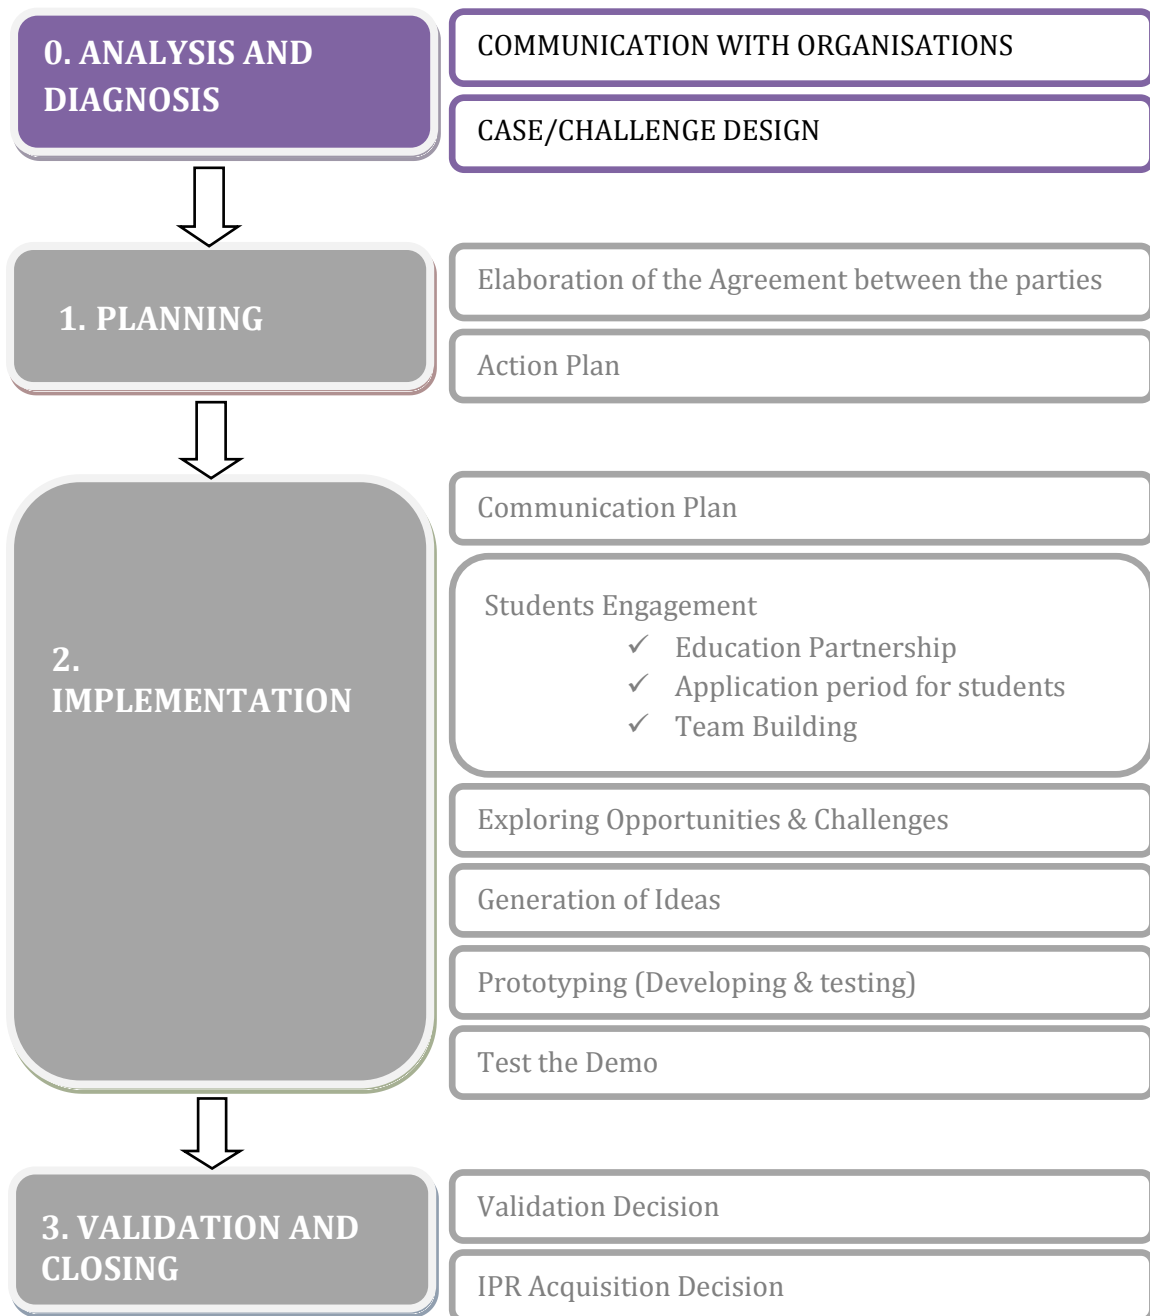 0. ANALYSIS AND
DIAGNOSIS
COMMUNICATION WITH ORGANISATIONS
CASE/CHALLENGE DESIGN
1. PLANNING
Elaboration of the Agreement between the parties
Action Plan
2.
IMPLEMENTATION
Communication Plan
Students Engagement
✓ Education Partnership
✓ Application period for students
✓ Team Building
Exploring Opportunities & Challenges
Generation of Ideas
Prototyping (Developing & testing)
Test the Demo
3. VALIDATION AND
CLOSING
Validation Decision
IPR Acquisition Decision